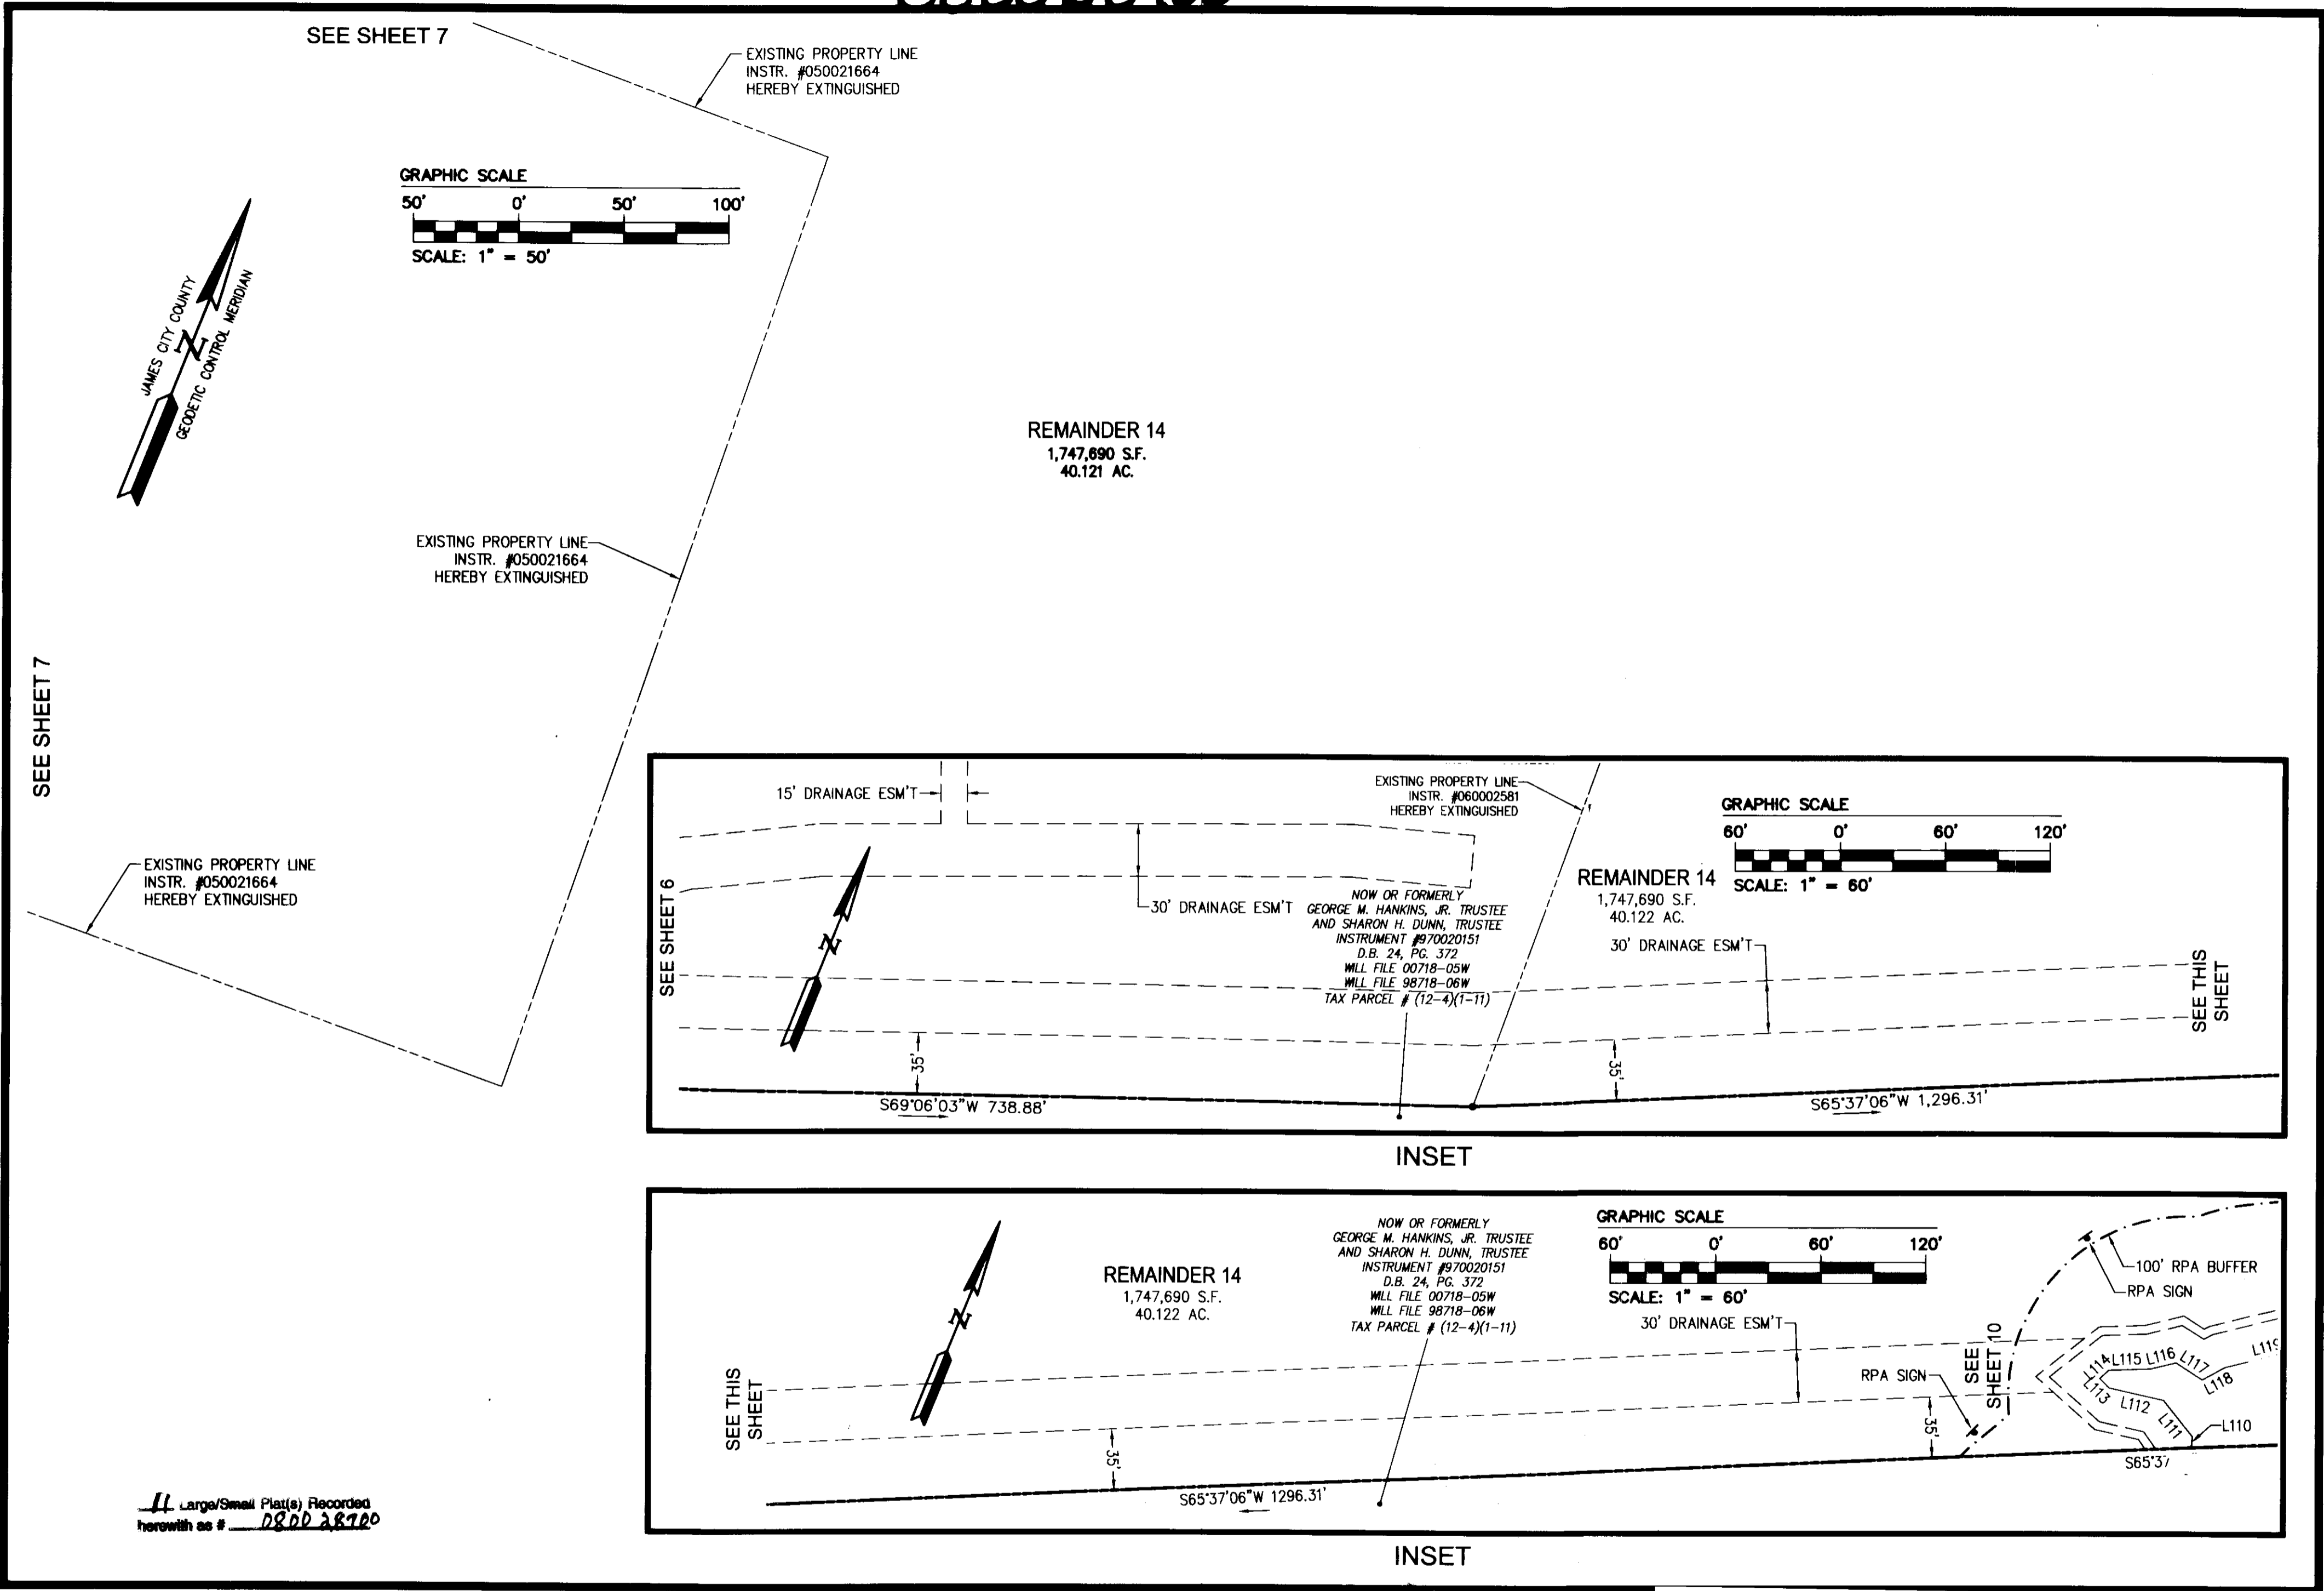 SEE SHEET 7
EXISTING PROPERTY LINE
INSTR. #050021664
HEREBY EXTINGUISHED
GRAPHIC SCALE
50' 0' 50' 100'
SCALE: 1" = 50'
JAMES CITY COUNTY
N
GEODETIC CONTROL MERIDIAN
REMAINDER 14
1,747,690 S.F.
40.121 AC.
EXISTING PROPERTY LINE
INSTR. #050021664
HEREBY EXTINGUISHED
SEE SHEET 7
EXISTING PROPERTY LINE
INSTR. #050021664
HEREBY EXTINGUISHED
15' DRAINAGE ESM'T
EXISTING PROPERTY LINE
INSTR. #060002581
HEREBY EXTINGUISHED
GRAPHIC SCALE
60' 0' 60' 120'
SCALE: 1" = 60'
SEE SHEET 6
N
30' DRAINAGE ESM'T
NOW OR FORMERLY
GEORGE M. HANKINS, JR. TRUSTEE
AND SHARON H. DUNN, TRUSTEE
INSTRUMENT #970020151
D.B. 24, PG. 372
WILL FILE 00718-05W
WILL FILE 98718-06W
TAX PARCEL # (12-4)(1-11)
REMAINDER 14
1,747,690 S.F.
40.122 AC.
30' DRAINAGE ESM'T
SEE THIS
SHEET
35'
35'
S69°06'03"W 738.88'
S65°37'06"W 1,296.31'
INSET
NOW OR FORMERLY
GEORGE M. HANKINS, JR. TRUSTEE
AND SHARON H. DUNN, TRUSTEE
INSTRUMENT #970020151
D.B. 24, PG. 372
WILL FILE 00718-05W
WILL FILE 98718-06W
TAX PARCEL # (12-4)(1-11)
GRAPHIC SCALE
60' 0' 60' 120'
SCALE: 1" = 60'
REMAINDER 14
1,747,690 S.F.
40.122 AC.
N
100' RPA BUFFER
RPA SIGN
30' DRAINAGE ESM'T
SEE THIS
SHEET
RPA SIGN
SEE
SHEET 10
L114 L115 L116 L117
L118
L119
L113
L112
L111
L110
35'
35'
S65°37'06"W 1296.31'
S65°37
INSET
11 Large/Small Plat(s) Recorded
herewith as # 080028700